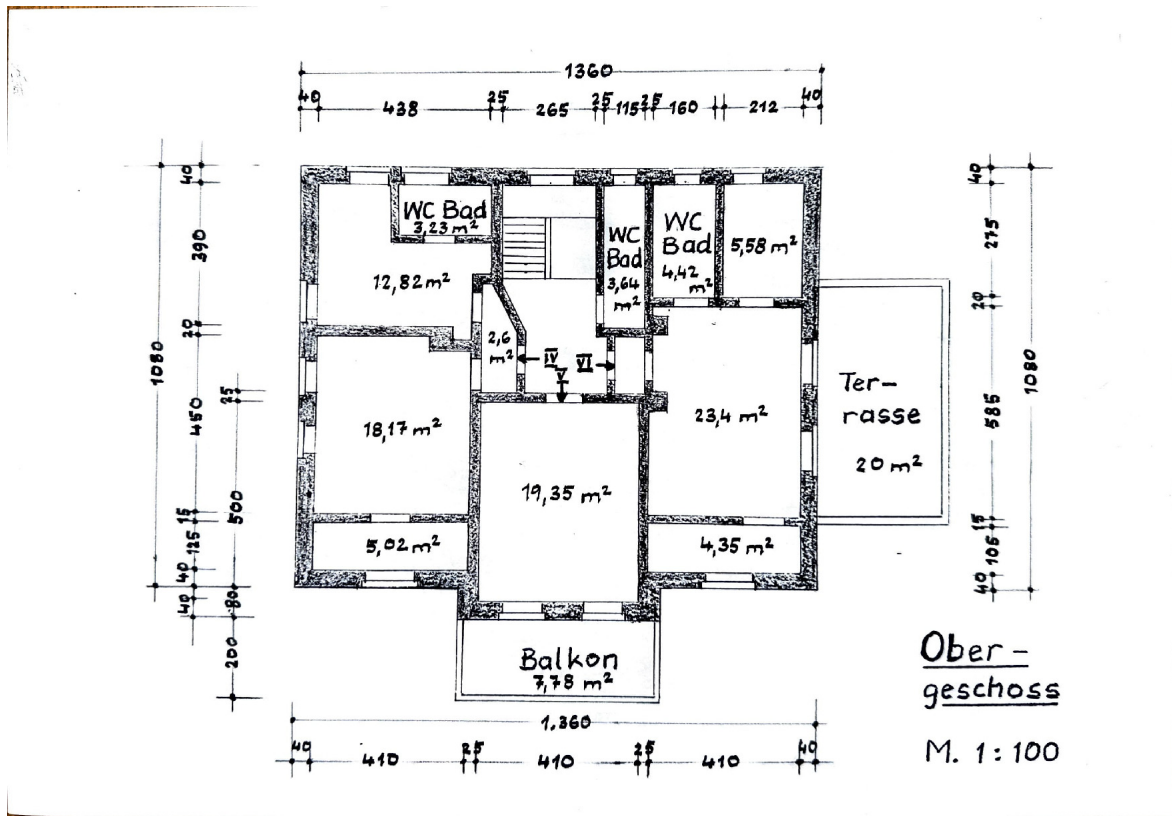 1360
40
438
25
265
25
115
25
160
212
40
40
390
20
1080
450
25
500
15
125
40
40
80
200
WC Bad
3,23 m²
12,82 m²
WC
Bad
3,64
m²
WC
Bad
4,42
m²
5,58 m²
2,6
m²
IV
V
VI
18,17 m²
19,35 m²
23,4 m²
5,02 m²
4,35 m²
Ter-
rasse
20 m²
Balkon
7,78 m²
40
275
20
585
1080
15
105
40
1.360
40
410
25
410
25
410
40
Ober-
geschoss
M. 1:100